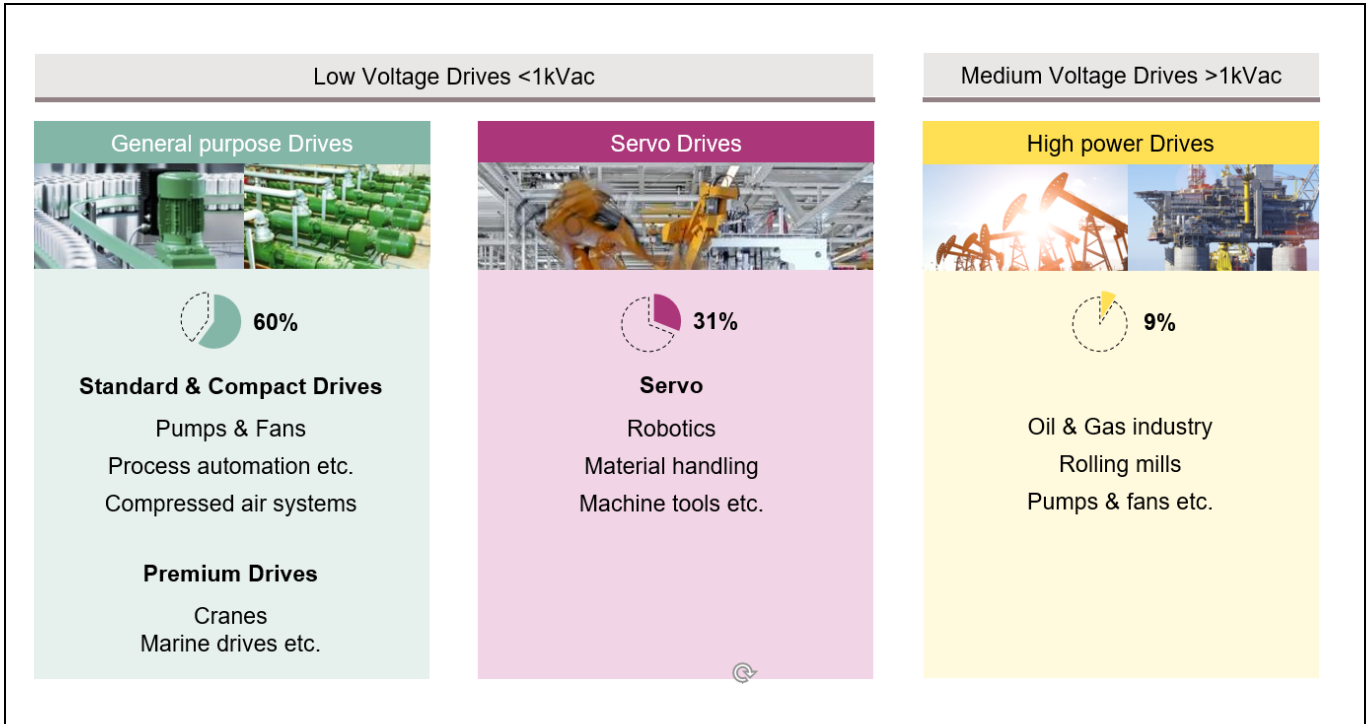 Low Voltage Drives <1kVac
Medium Voltage Drives >1kVac
General purpose Drives
60%
Standard & Compact Drives
Pumps & Fans
Process automation etc.
Compressed air systems
Premium Drives
Cranes
Marine drives etc.
Servo Drives
31%
Servo
Robotics
Material handling
Machine tools etc.
High power Drives
9%
Oil & Gas industry
Rolling mills
Pumps & fans etc.